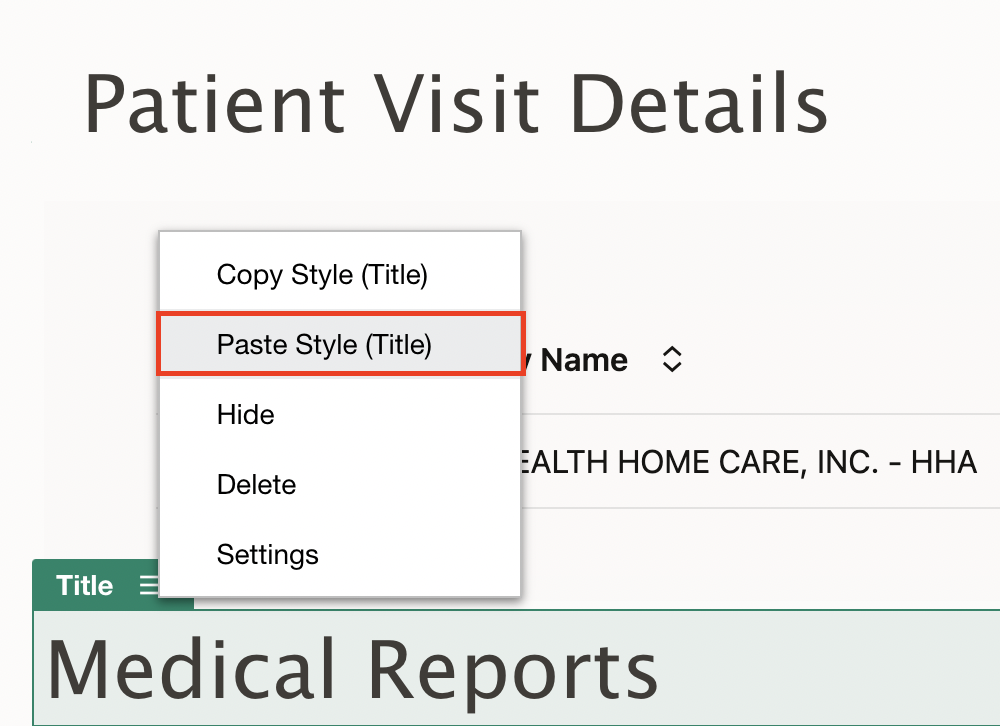 Patient Visit Details
Copy Style (Title)
Paste Style (Title)
Name
Hide
HEALTH HOME CARE, INC. - HHA
Delete
Settings
Title
Medical Reports